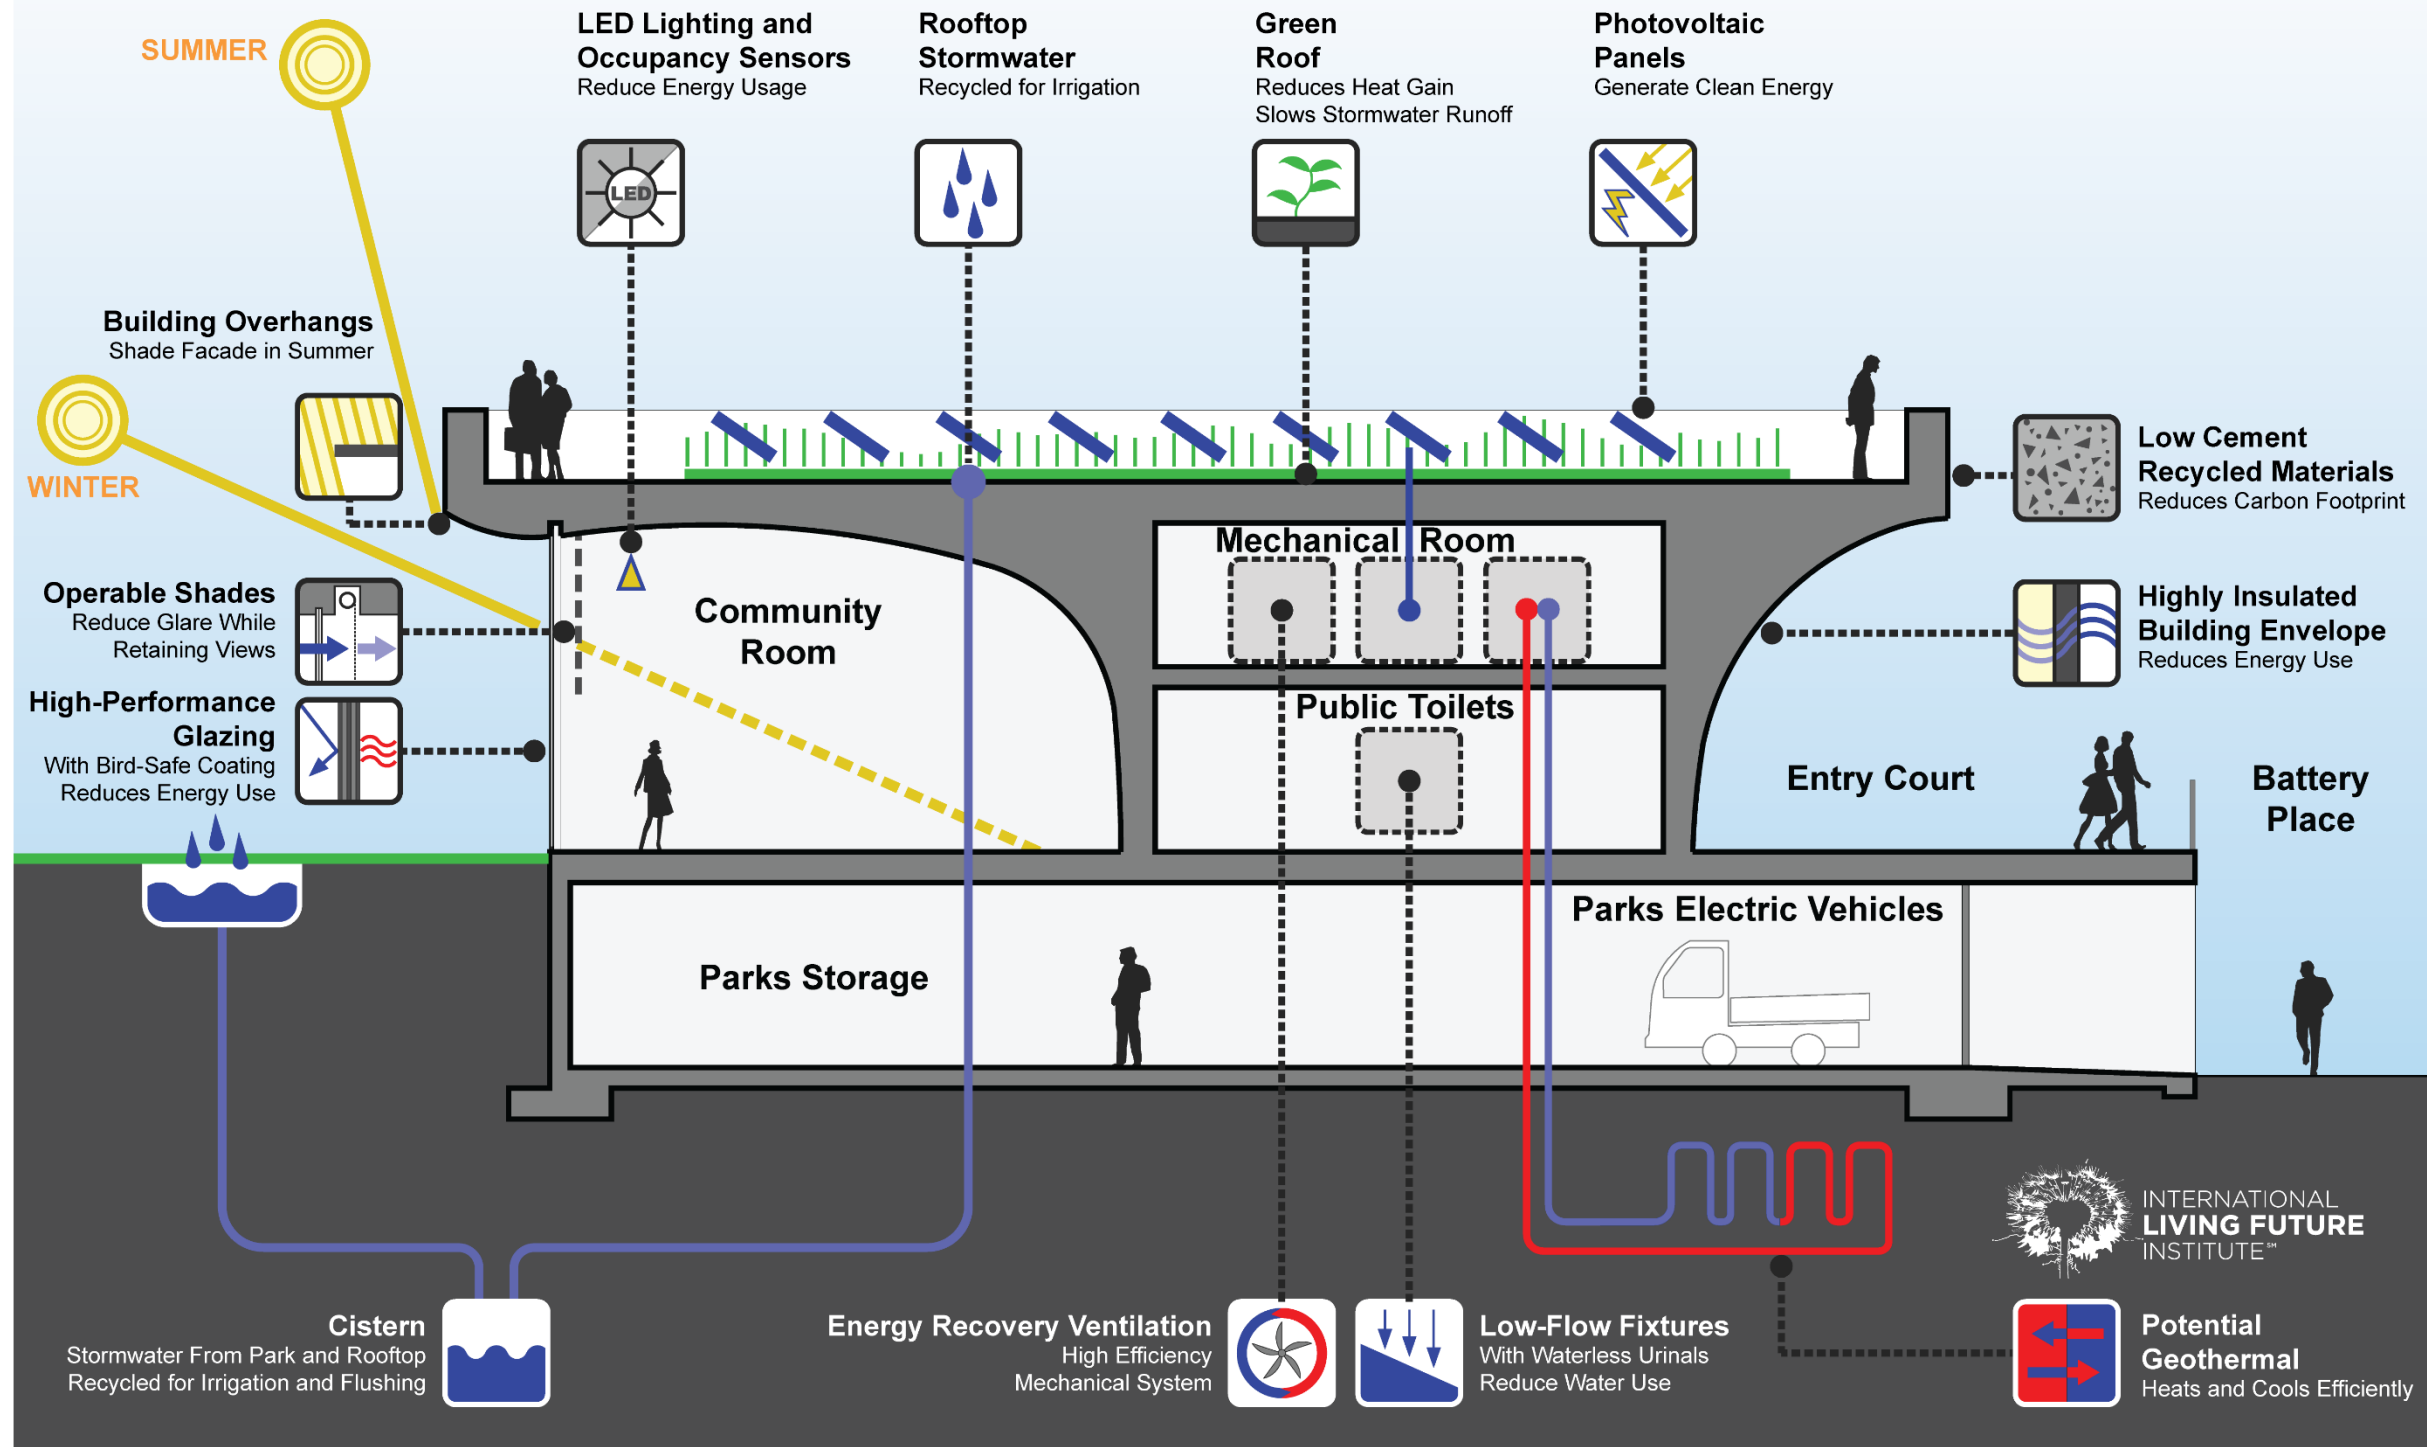 SUMMER
LED Lighting and
Occupancy Sensors
Reduce Energy Usage
LED
Rooftop
Stormwater
Recycled for Irrigation
Green
Roof
Reduces Heat Gain
Slows Stormwater Runoff
Photovoltaic
Panels
Generate Clean Energy
Building Overhangs
Shade Facade in Summer
WINTER
Low Cement
Recycled Materials
Reduces Carbon Footprint
Operable Shades
Reduce Glare While
Retaining Views
Community
Room
Mechanical Room
Highly Insulated
Building Envelope
Reduces Energy Use
High-Performance
Glazing
With Bird-Safe Coating
Reduces Energy Use
Public Toilets
Entry Court
Battery
Place
Parks Storage
Parks Electric Vehicles
INTERNATIONAL
LIVING FUTURE
INSTITUTE℠
Cistern
Stormwater From Park and Rooftop
Recycled for Irrigation and Flushing
Energy Recovery Ventilation
High Efficiency
Mechanical System
Low-Flow Fixtures
With Waterless Urinals
Reduce Water Use
Potential
Geothermal
Heats and Cools Efficiently